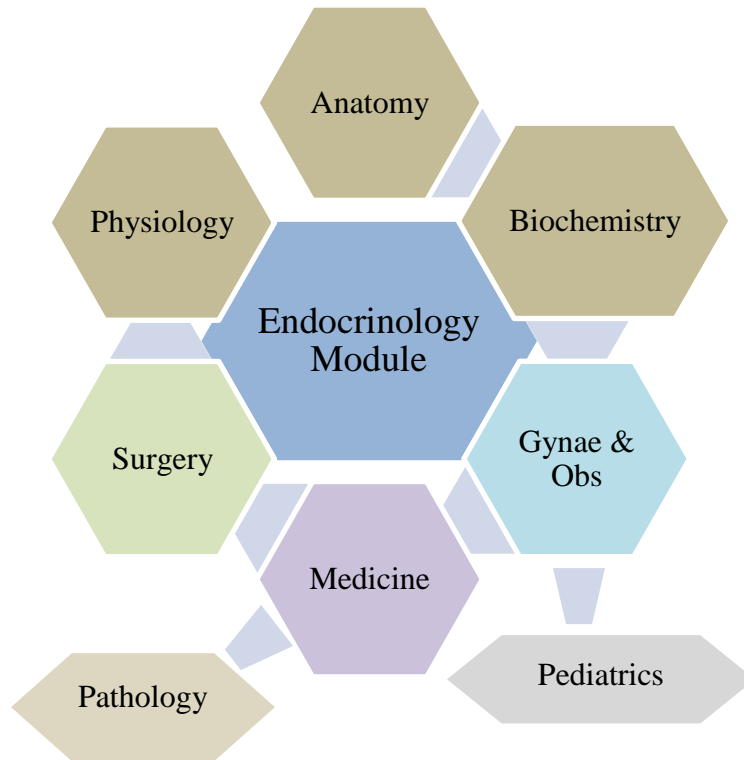 Anatomy
Physiology
Biochemistry
Endocrinology
Module
Surgery
Gynae &
Obs
Medicine
Pathology
Pediatrics